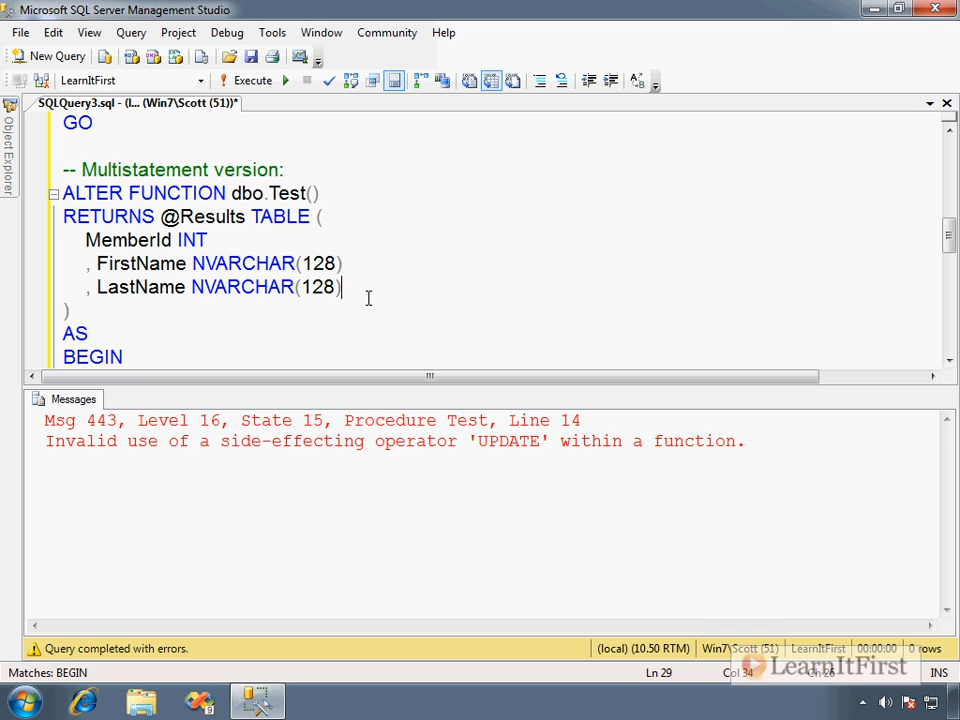 Microsoft SQL Server Management Studio
File Edit View Query Project Debug Tools Window Community Help
New Query
LearnItFirst Execute
SQLQuery3.sql - (l... (Win7\Scott (51))*
Object Explorer
GO
-- Multistatement version:
ALTER FUNCTION dbo.Test()
RETURNS @Results TABLE (
MemberId INT
, FirstName NVARCHAR(128)
, LastName NVARCHAR(128)
)
AS
BEGIN
Messages
Msg 443, Level 16, State 15, Procedure Test, Line 14
Invalid use of a side-effecting operator 'UPDATE' within a function.
Query completed with errors. (local) (10.50 RTM) Win7\Scott (51) LearnItFirst 00:00:00 0 rows
Matches: BEGIN Ln 29 Col 34 Ch 26 INS
LearnItFirst